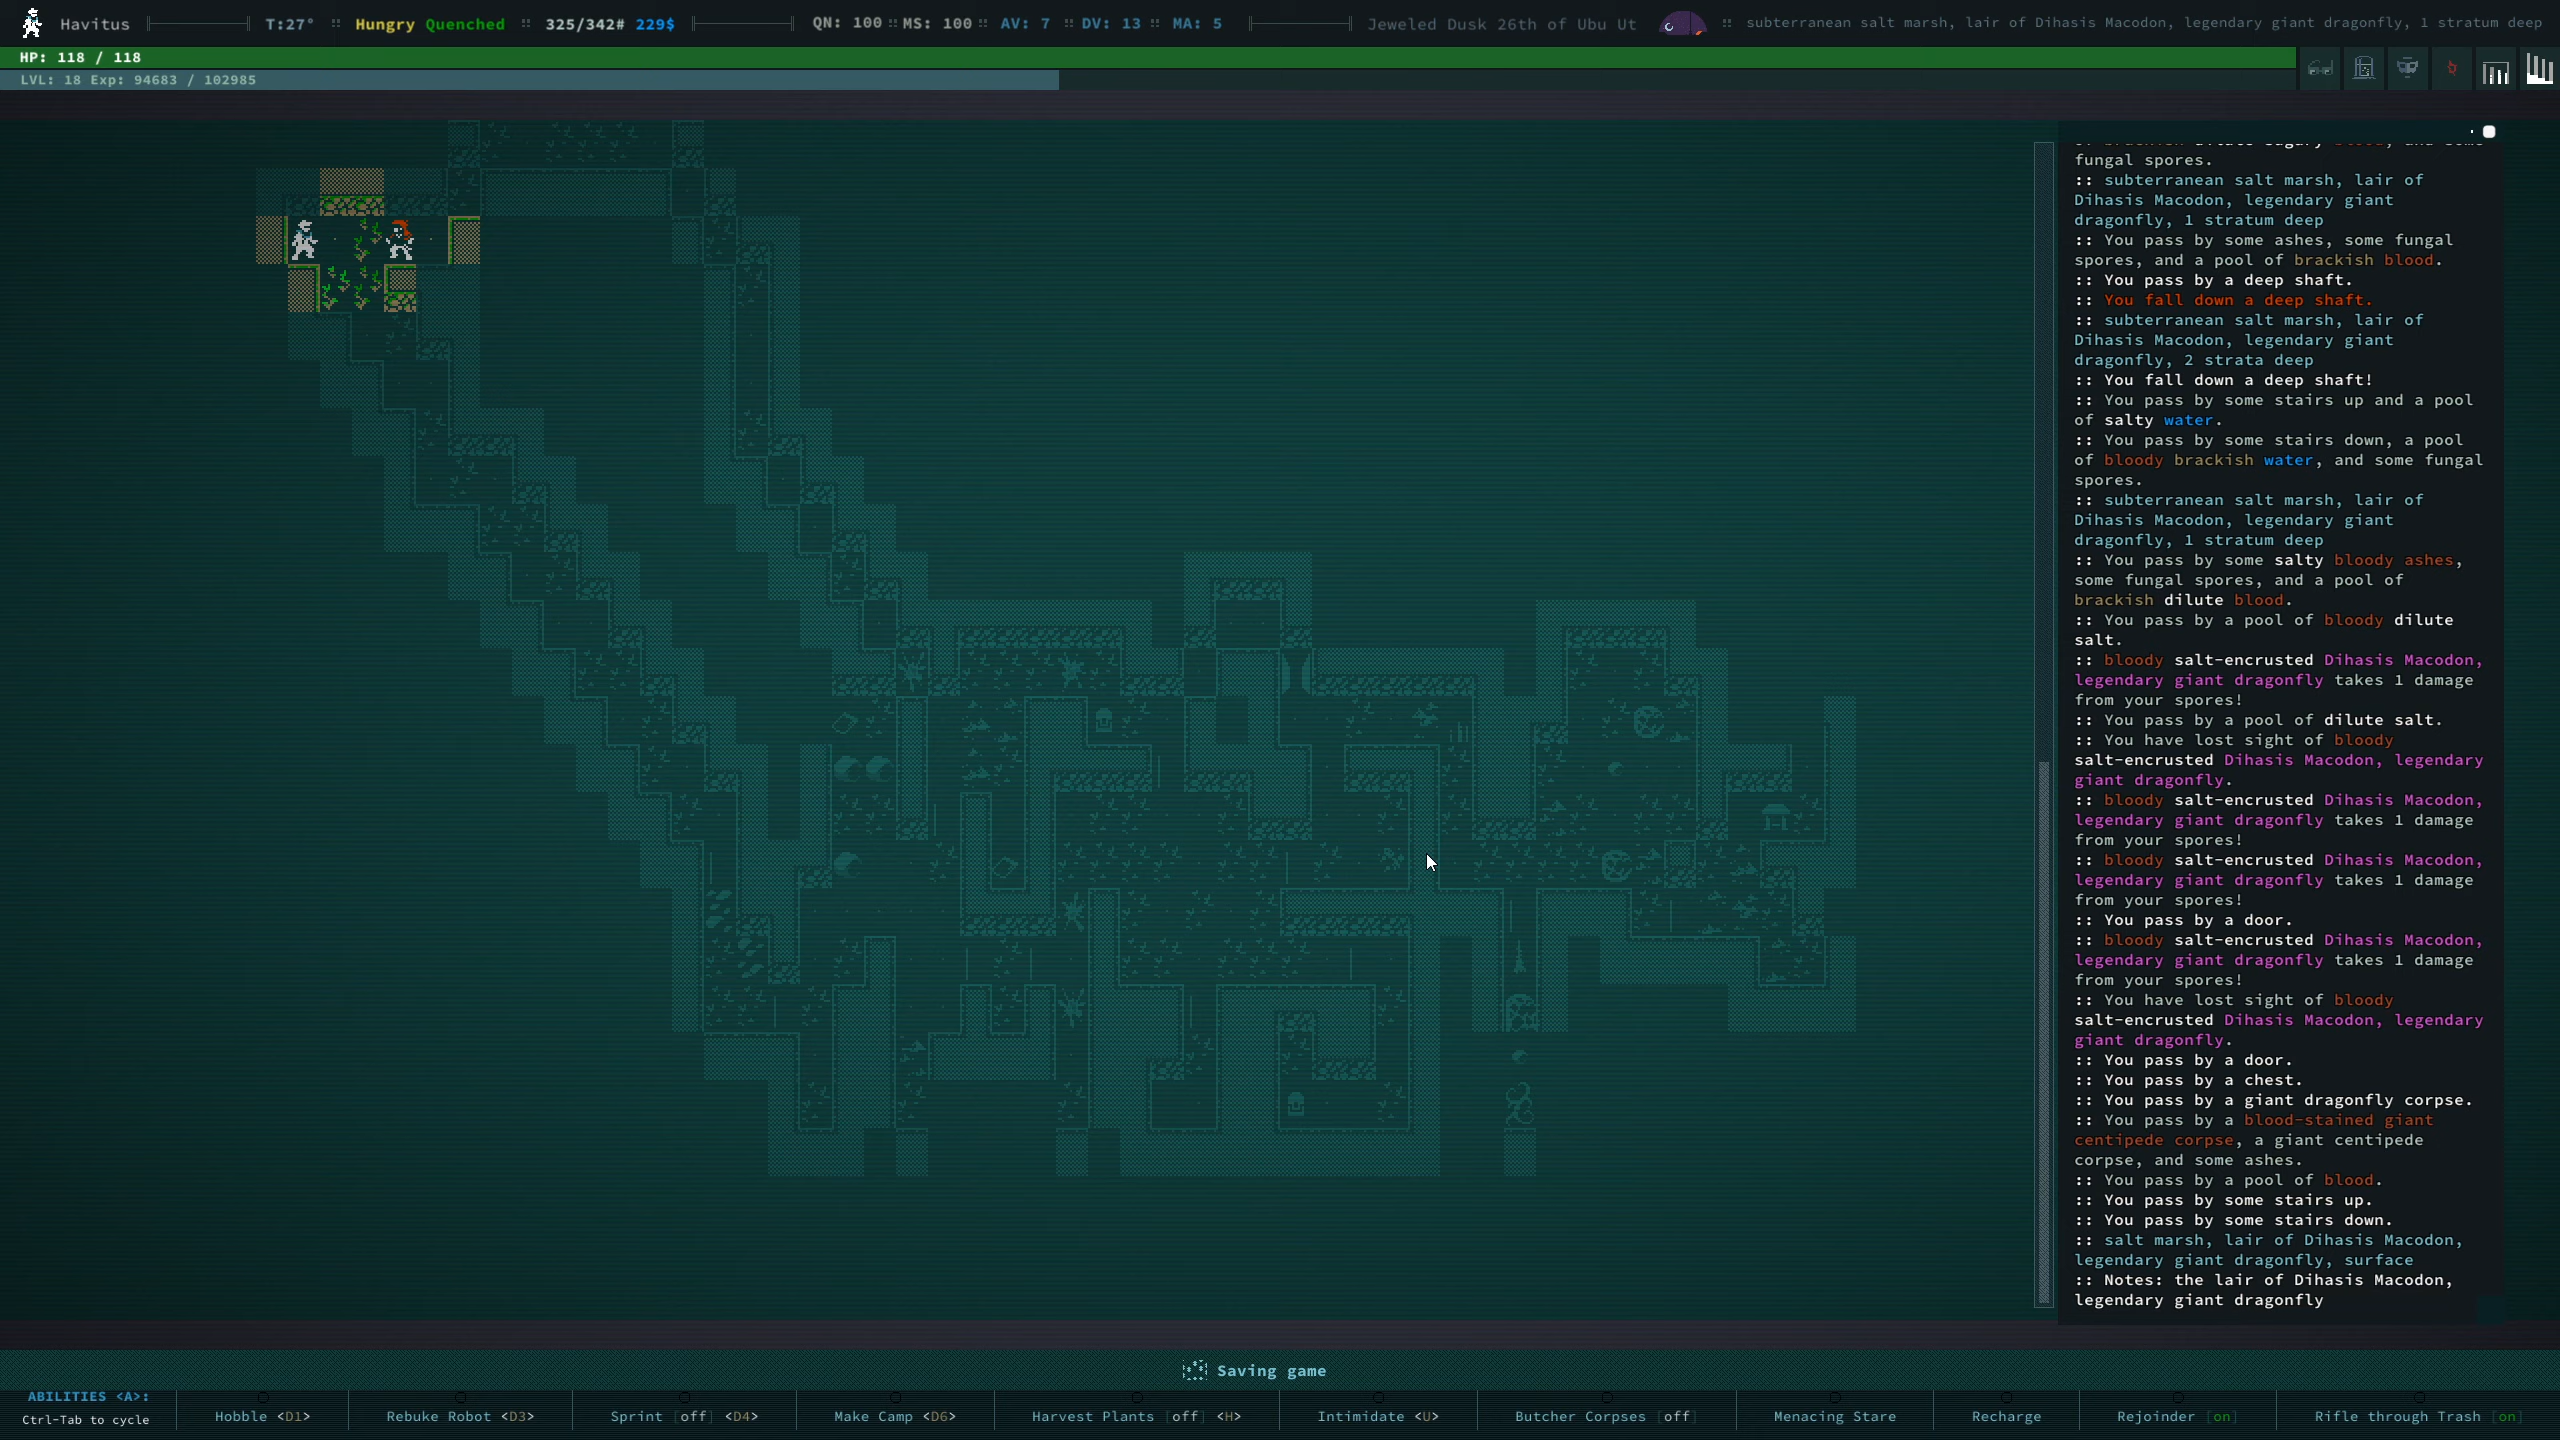 Havitus T:27° :: Hungry Quenched :: 325/342# 229$ QN: 100 :: MS: 100 :: AV: 7 :: DV: 13 :: MA: 5 Jeweled Dusk 26th of Ubu Ut :: subterranean salt marsh, lair of Dihasis Macodon, legendary giant dragonfly, 1 stratum deep
HP: 118 / 118
LVL: 18 Exp: 94683 / 102985
fungal spores.
:: subterranean salt marsh, lair of
Dihasis Macodon, legendary giant
dragonfly, 1 stratum deep
:: You pass by some ashes, some fungal
spores, and a pool of brackish blood.
:: You pass by a deep shaft.
:: You fall down a deep shaft.
:: subterranean salt marsh, lair of
Dihasis Macodon, legendary giant
dragonfly, 2 strata deep
:: You fall down a deep shaft!
:: You pass by some stairs up and a pool
of salty water.
:: You pass by some stairs down, a pool
of bloody brackish water, and some fungal
spores.
:: subterranean salt marsh, lair of
Dihasis Macodon, legendary giant
dragonfly, 1 stratum deep
:: You pass by some salty bloody ashes,
some fungal spores, and a pool of
brackish dilute blood.
:: You pass by a pool of bloody dilute
salt.
:: bloody salt-encrusted Dihasis Macodon,
legendary giant dragonfly takes 1 damage
from your spores!
:: You pass by a pool of dilute salt.
:: You have lost sight of bloody
salt-encrusted Dihasis Macodon, legendary
giant dragonfly.
:: bloody salt-encrusted Dihasis Macodon,
legendary giant dragonfly takes 1 damage
from your spores!
:: bloody salt-encrusted Dihasis Macodon,
legendary giant dragonfly takes 1 damage
from your spores!
:: You pass by a door.
:: bloody salt-encrusted Dihasis Macodon,
legendary giant dragonfly takes 1 damage
from your spores!
:: You have lost sight of bloody
salt-encrusted Dihasis Macodon, legendary
giant dragonfly.
:: You pass by a door.
:: You pass by a chest.
:: You pass by a giant dragonfly corpse.
:: You pass by a blood-stained giant
centipede corpse, a giant centipede
corpse, and some ashes.
:: You pass by a pool of blood.
:: You pass by some stairs up.
:: You pass by some stairs down.
:: salt marsh, lair of Dihasis Macodon,
legendary giant dragonfly, surface
:: Notes: the lair of Dihasis Macodon,
legendary giant dragonfly
Saving game
ABILITIES <A>:
Ctrl-Tab to cycle
Hobble <D1> Rebuke Robot <D3> Sprint [off] <D4> Make Camp <D6> Harvest Plants [off] <H> Intimidate <U> Butcher Corpses [off] Menacing Stare Recharge Rejoinder [on] Rifle through Trash [on]